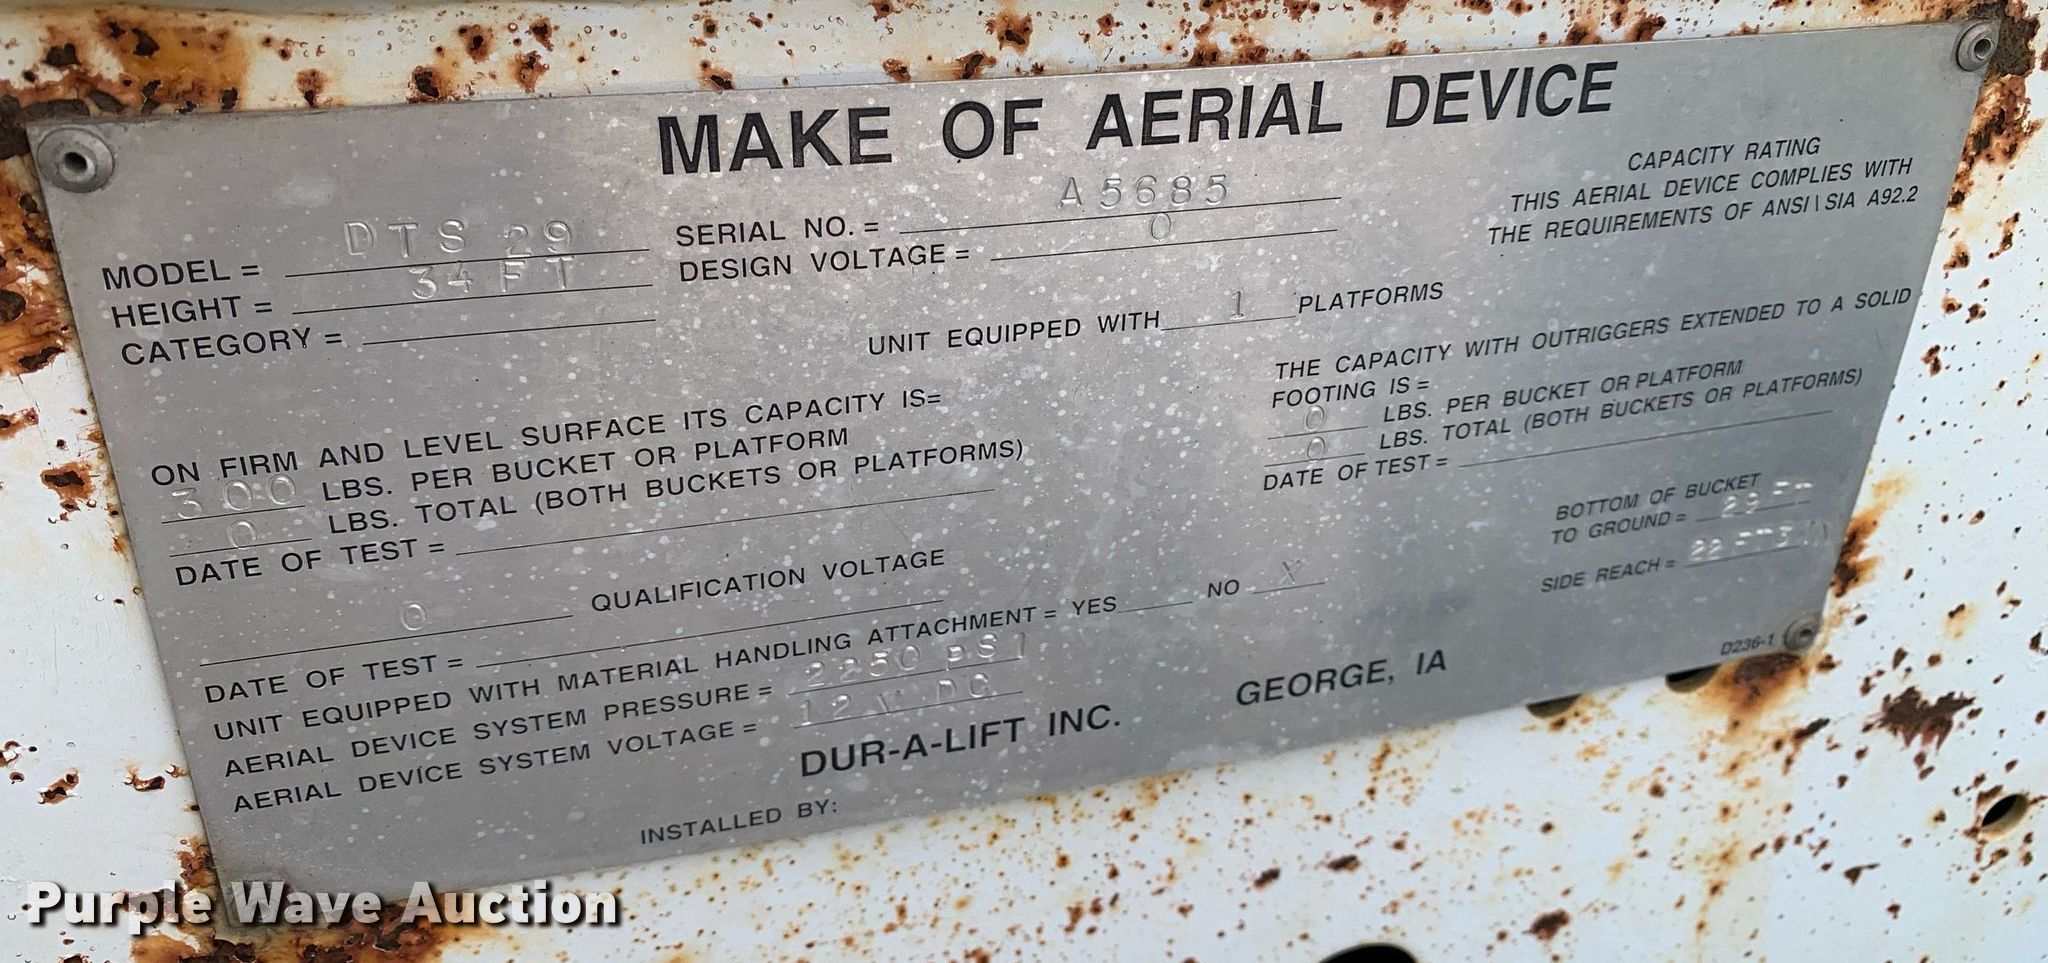 MAKE OF AERIAL DEVICE
MODEL = DTS 29
HEIGHT = 34 FT
CATEGORY =
SERIAL NO. = A5685
DESIGN VOLTAGE = 0
CAPACITY RATING
THIS AERIAL DEVICE COMPLIES WITH
THE REQUIREMENTS OF ANSI\SIA A92.2
UNIT EQUIPPED WITH 1 PLATFORMS
ON FIRM AND LEVEL SURFACE ITS CAPACITY IS=
300 LBS. PER BUCKET OR PLATFORM
0 LBS. TOTAL (BOTH BUCKETS OR PLATFORMS)
DATE OF TEST =
THE CAPACITY WITH OUTRIGGERS EXTENDED TO A SOLID
FOOTING IS =
0 LBS. PER BUCKET OR PLATFORM
0 LBS. TOTAL (BOTH BUCKETS OR PLATFORMS)
DATE OF TEST =
0 QUALIFICATION VOLTAGE
DATE OF TEST =
BOTTOM OF BUCKET
TO GROUND = 29 FT
SIDE REACH = 22 FT
UNIT EQUIPPED WITH MATERIAL HANDLING ATTACHMENT = YES NO X
AERIAL DEVICE SYSTEM PRESSURE = 2250 PSI
AERIAL DEVICE SYSTEM VOLTAGE = 12 V DC
DUR-A-LIFT INC. GEORGE, IA
D236-1
INSTALLED BY:
Purple Wave Auction